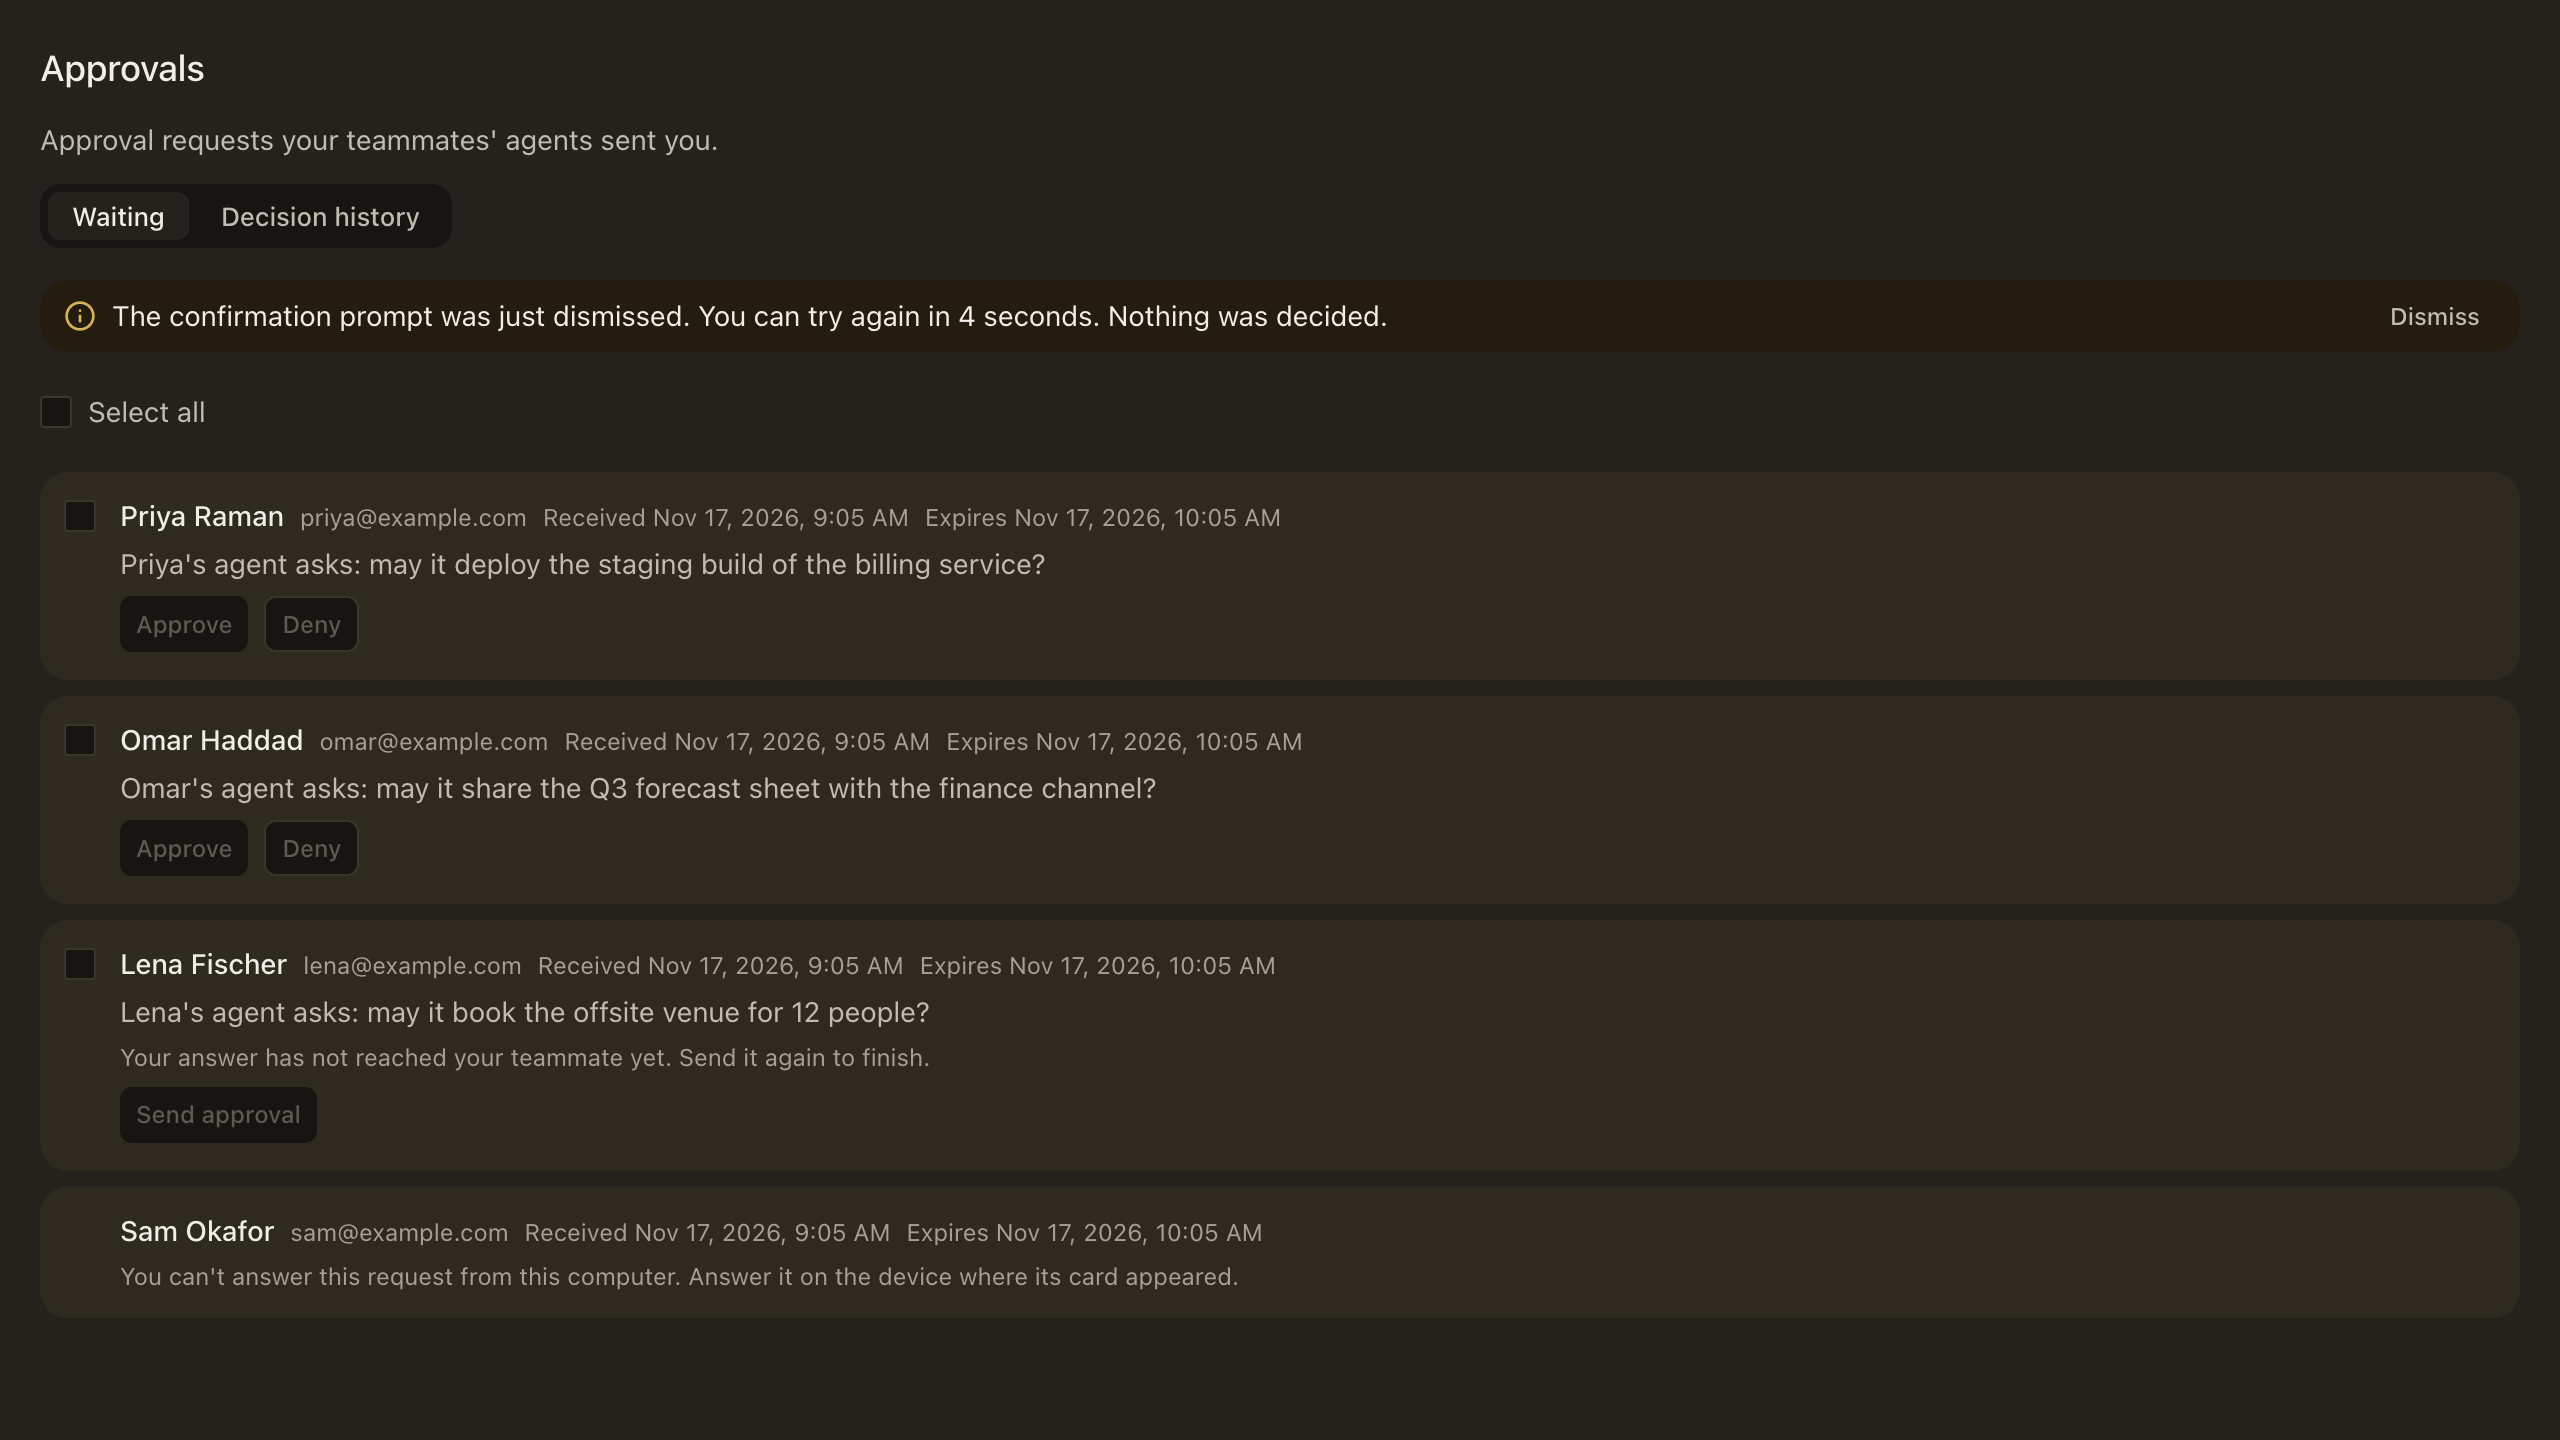 Approvals
Approval requests your teammates' agents sent you.
Waiting Decision history
The confirmation prompt was just dismissed. You can try again in 4 seconds. Nothing was decided. Dismiss
Select all
Priya Raman priya@example.com Received Nov 17, 2026, 9:05 AM Expires Nov 17, 2026, 10:05 AM
Priya's agent asks: may it deploy the staging build of the billing service?
Approve Deny
Omar Haddad omar@example.com Received Nov 17, 2026, 9:05 AM Expires Nov 17, 2026, 10:05 AM
Omar's agent asks: may it share the Q3 forecast sheet with the finance channel?
Approve Deny
Lena Fischer lena@example.com Received Nov 17, 2026, 9:05 AM Expires Nov 17, 2026, 10:05 AM
Lena's agent asks: may it book the offsite venue for 12 people?
Your answer has not reached your teammate yet. Send it again to finish.
Send approval
Sam Okafor sam@example.com Received Nov 17, 2026, 9:05 AM Expires Nov 17, 2026, 10:05 AM
You can't answer this request from this computer. Answer it on the device where its card appeared.